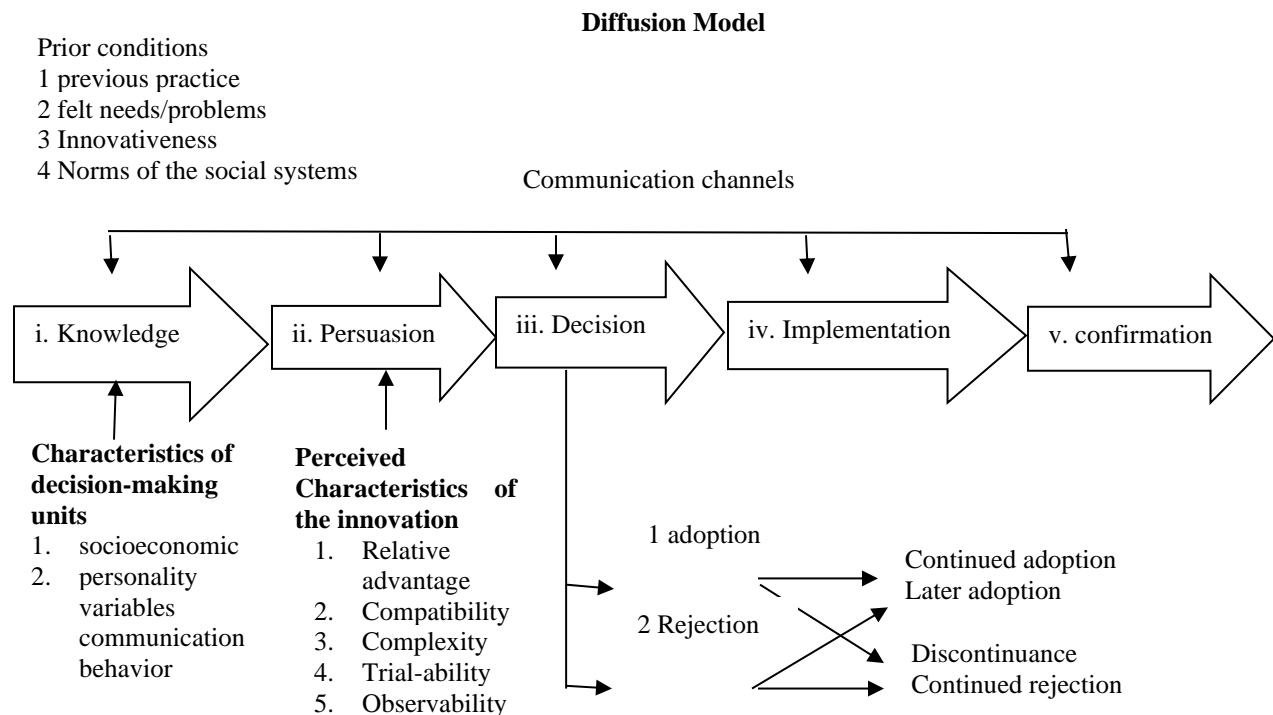 Diffusion Model
Prior conditions
1 previous practice
2 felt needs/problems
3 Innovativeness
4 Norms of the social systems
Communication channels
i. Knowledge
ii. Persuasion
iii. Decision
iv. Implementation
v. confirmation
Characteristics of
decision-making
units
1. socioeconomic
2. personality
variables
communication
behavior
Perceived
Characteristics of
the innovation
1. Relative
advantage
2. Compatibility
3. Complexity
4. Trial-ability
5. Observability
1 adoption
2 Rejection
Continued adoption
Later adoption
Discontinuance
Continued rejection